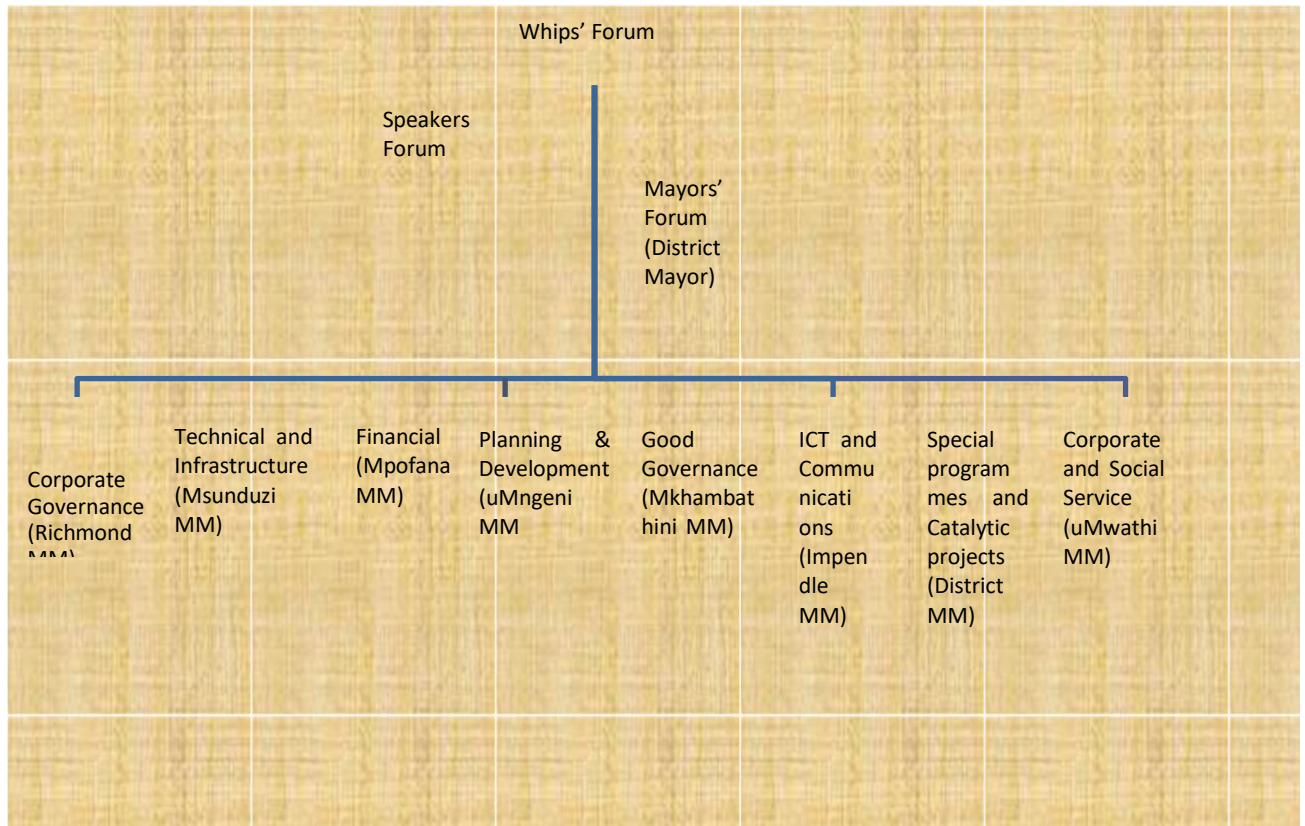 Whips’ Forum
Speakers
Forum
Mayors’
Forum
(District
Mayor)
Corporate
Governance
(Richmond
MM)
Technical and
Infrastructure
(Msunduzi
MM)
Financial
(Mpofana
MM)
Planning &
Development
(uMngeni
MM
Good
Governance
(Mkhambat
hini MM)
ICT and
Commu
nicati
ons
(Impen
dle
MM)
Special
program
mes and
Catalytic
projects
(District
MM)
Corporate
and Social
Service
(uMwathi
MM)